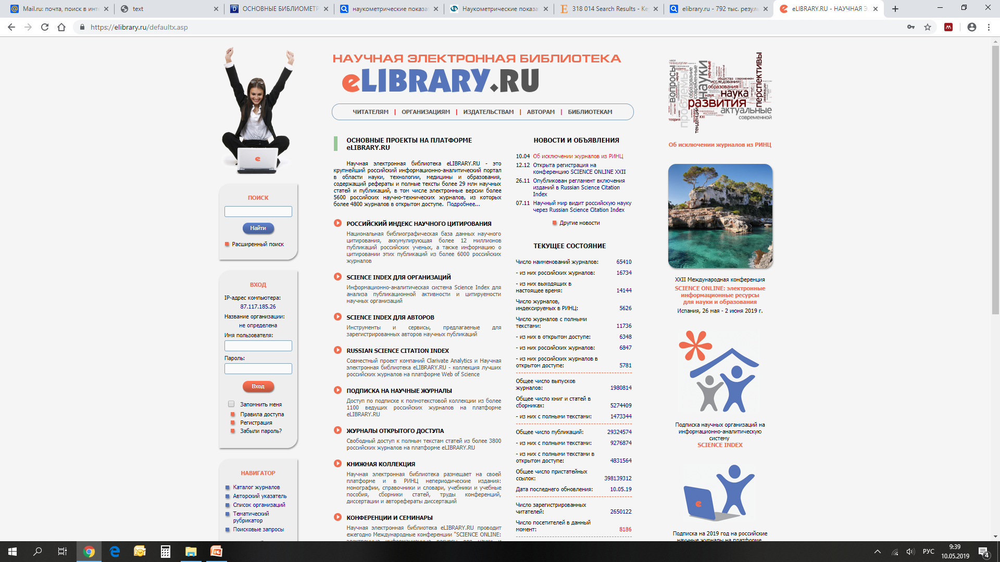 Mail.ru: почта, поиск в инт
text
ОСНОВНЫЕ БИБЛИОМЕТР
наукометрические показат
Наукометрические показа
318 014 Search Results - Ke
elibrary.ru - 792 тыс. резул
eLIBRARY.RU - НАУЧНАЯ Э
https://elibrary.ru/defaultx.asp
НАУЧНАЯ ЭЛЕКТРОННАЯ БИБЛИОТЕКА
eLIBRARY.RU
ЧИТАТЕЛЯМ | ОРГАНИЗАЦИЯМ | ИЗДАТЕЛЬСТВАМ | АВТОРАМ | БИБЛИОТЕКАМ
ПОИСК
Найти
Расширенный поиск
ВХОД
IP-адрес компьютера:
87.117.185.26
Название организации:
не определена
Имя пользователя:
Пароль:
Вход
Запомнить меня
Правила доступа
Регистрация
Забыли пароль?
НАВИГАТОР
Каталог журналов
Авторский указатель
Список организаций
Тематический
рубрикатор
Поисковые запросы
ОСНОВНЫЕ ПРОЕКТЫ НА ПЛАТФОРМЕ
eLIBRARY.RU
Научная электронная библиотека eLIBRARY.RU - это
крупнейший российский информационно-аналитический портал
в области науки, технологии, медицины и образования,
содержащий рефераты и полные тексты более 29 млн научных
статей и публикаций, в том числе электронные версии более
5600 российских научно-технических журналов, из которых
более 4800 журналов в открытом доступе. Подробнее...
РОССИЙСКИЙ ИНДЕКС НАУЧНОГО ЦИТИРОВАНИЯ
Национальная библиографическая база данных научного
цитирования, аккумулирующая более 12 миллионов
публикаций российских ученых, а также информацию о
цитировании этих публикаций из более 6000 российских
журналов
SCIENCE INDEX ДЛЯ ОРГАНИЗАЦИЙ
Информационно-аналитическая система Science Index для
анализа публикационной активности и цитируемости
научных организаций
SCIENCE INDEX ДЛЯ АВТОРОВ
Инструменты и сервисы, предлагаемые для
зарегистрированных авторов научных публикаций
RUSSIAN SCIENCE CITATION INDEX
Совместный проект компаний Clarivate Analytics и Научная
электронная библиотека eLIBRARY.RU - коллекция лучших
российских журналов на платформе Web of Science
ПОДПИСКА НА НАУЧНЫЕ ЖУРНАЛЫ
Доступ по подписке к полнотекстовой коллекции из более
1100 ведущих российских журналов на платформе
eLIBRARY.RU
ЖУРНАЛЫ ОТКРЫТОГО ДОСТУПА
Свободный доступ к полным текстам статей из более 3800
российских журналов на платформе eLIBRARY.RU
КНИЖНАЯ КОЛЛЕКЦИЯ
Научная электронная библиотека размещает на своей
платформе и в РИНЦ непериодические издания:
монографии, справочники и словари, учебники и учебные
пособия, сборники статей, труды конференций,
диссертации и авторефераты диссертаций
КОНФЕРЕНЦИИ И СЕМИНАРЫ
Научная электронная библиотека eLIBRARY.RU проводит
ежегодно Международные конференции "SCIENCE ONLINE:
электронные информационные ресурсы для науки и
НОВОСТИ И ОБЪЯВЛЕНИЯ
10.04 Об исключении журналов из РИНЦ
12.12 Открыта регистрация на
конференцию SCIENCE ONLINE XXII
26.11 Опубликован регламент включения
изданий в Russian Science Citation
Index
07.11 Научный мир видит российскую науку
через Russian Science Citation Index
Другие новости
ТЕКУЩЕЕ СОСТОЯНИЕ
Число наименований журналов: 65410
- из них российских журналов: 16734
- из них выходящих в
настоящее время: 14144
Число журналов,
индексируемых в РИНЦ: 5626
Число журналов с полными
текстами: 11736
- из них в открытом доступе: 6348
- из них российских журналов: 6847
- из них российских журналов в
открытом доступе: 5781
Общее число выпусков
журналов: 1980814
Общее число книг и статей в
сборниках: 5274409
- из них с полными текстами: 1473344
Общее число публикаций: 29324574
- из них с полными текстами: 9276874
- из них с полными текстами в
открытом доступе: 4831564
Общее число пристатейных
ссылок: 398139312
Дата последнего обновления: 10.05.19
Число зарегистрированных
читателей: 2650122
Число посетителей в данный
момент: 8186
вопросы
проблемы
образование
современные
тенденции
науки
научные
общества современном
исследования
образования
наук наука
развития
актуальные
современной
перспективы
теория
XXI
Об исключении журналов из РИНЦ
XXII Международная конференция
SCIENCE ONLINE: электронные
информационные ресурсы
для науки и образования
Испания, 26 мая - 2 июня 2019 г.
Подписка научных организаций на
информационно-аналитическую
систему
SCIENCE INDEX
Подписка на 2019 год на российские
научные журналы на платформе
РУС
9:39
10.05.2019
4